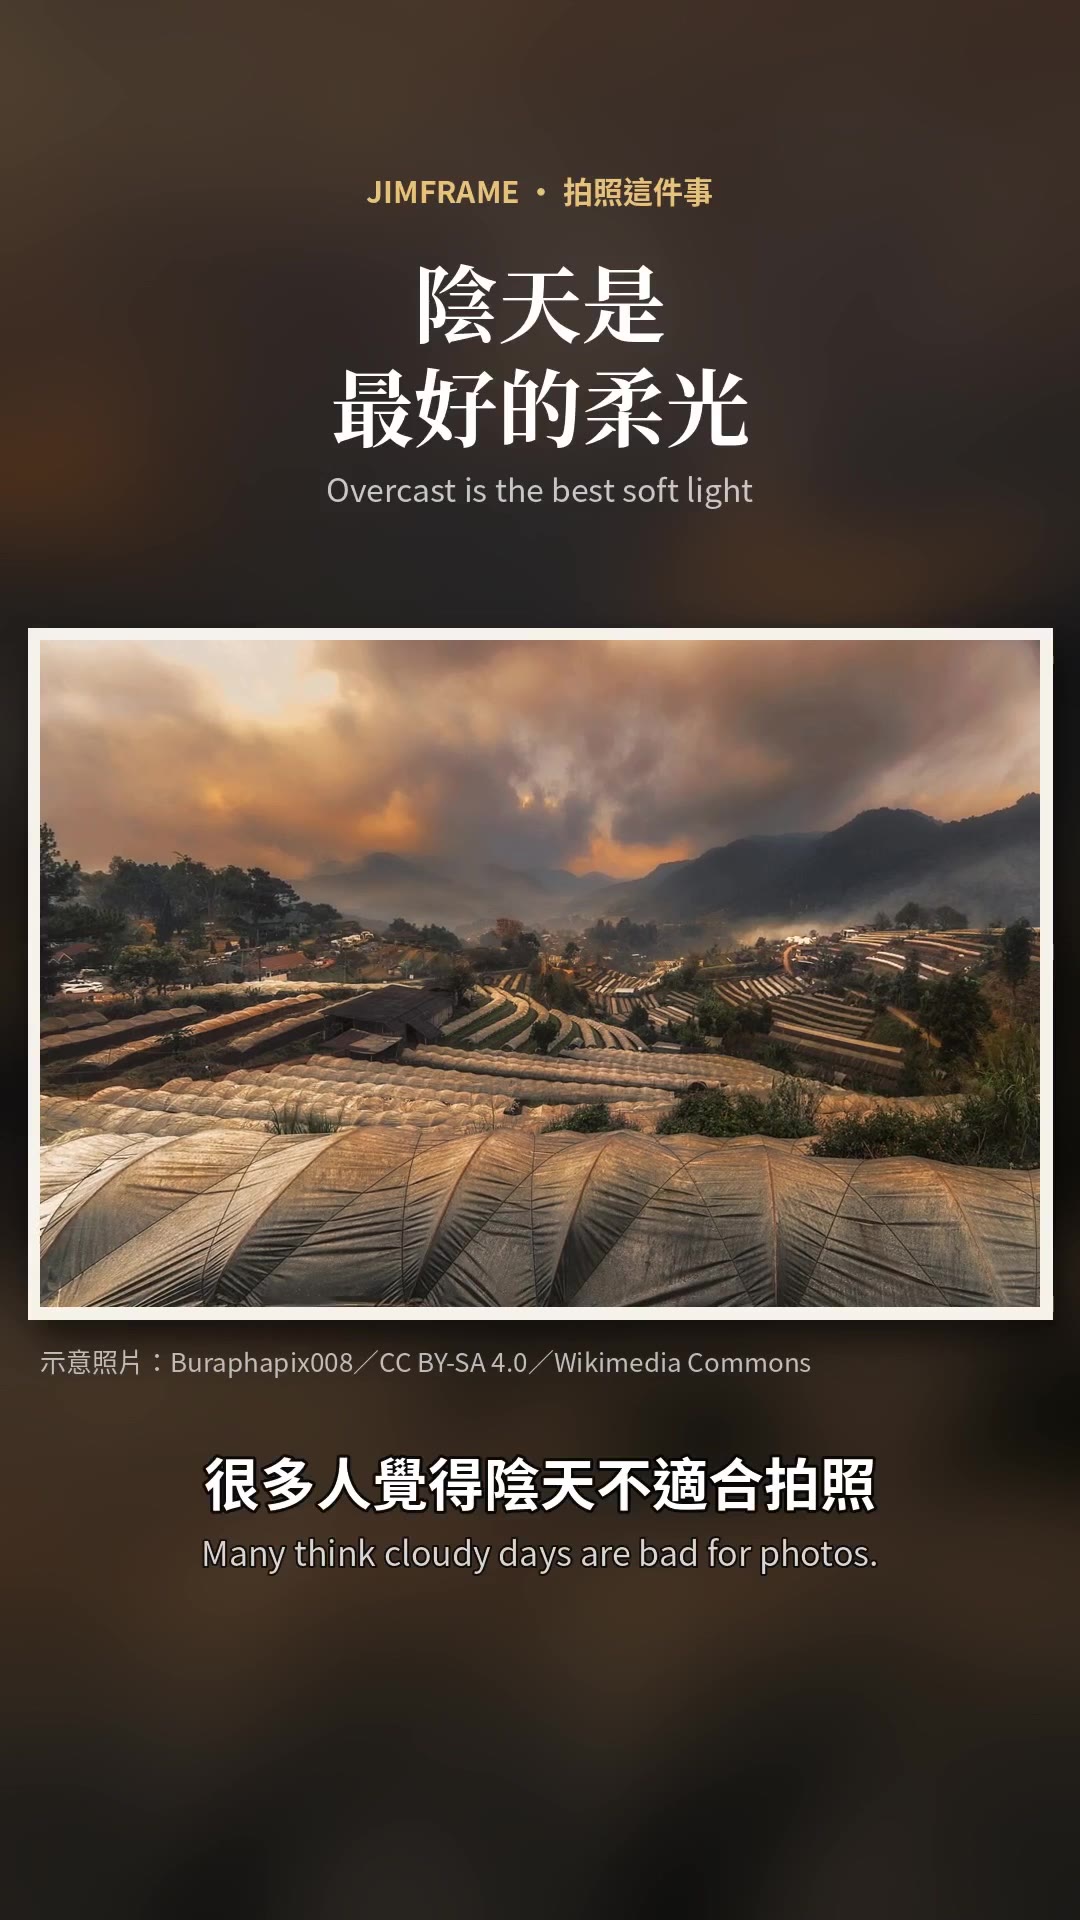 JIMFRAME · 拍照這件事
陰天是
最好的柔光
Overcast is the best soft light
示意照片：Buraphapix008／CC BY-SA 4.0／Wikimedia Commons
很多人覺得陰天不適合拍照
Many think cloudy days are bad for photos.